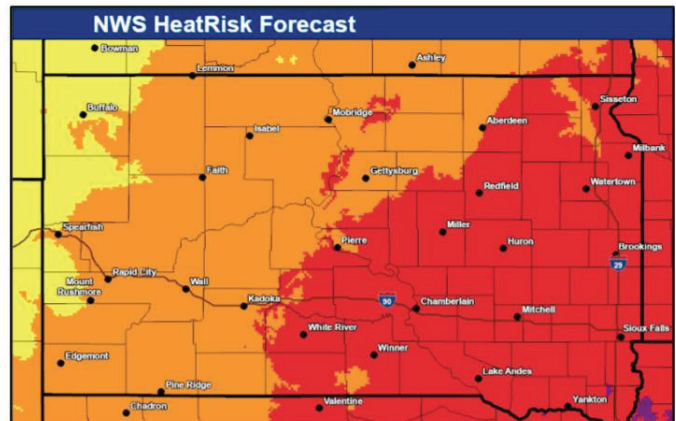 NWS HeatRisk Forecast
Bowman
Lemmon
Ashley
Buffalo
Mobridge
Sisseton
Isabel
Aberdeen
Milbank
Faith
Gettysburg
Redfield
Watertown
Spearfish
Miller
Pierre
Huron
Brookings
29
Rapid City
Mount
Rushmore
Wall
Kadoka
90
Chamberlain
Mitchell
White River
Sioux Falls
Winner
Edgemont
Lake Andes
Pine Ridge
Yankton
Chadron
Valentine